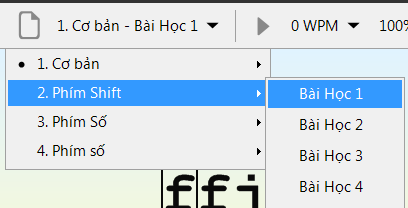 1. Cơ bản - Bài Học 1 0 WPM 100%
1. Cơ bản
2. Phím Shift
3. Phím Số
4. Phím số
Bài Học 1
Bài Học 2
Bài Học 3
Bài Học 4
ffj